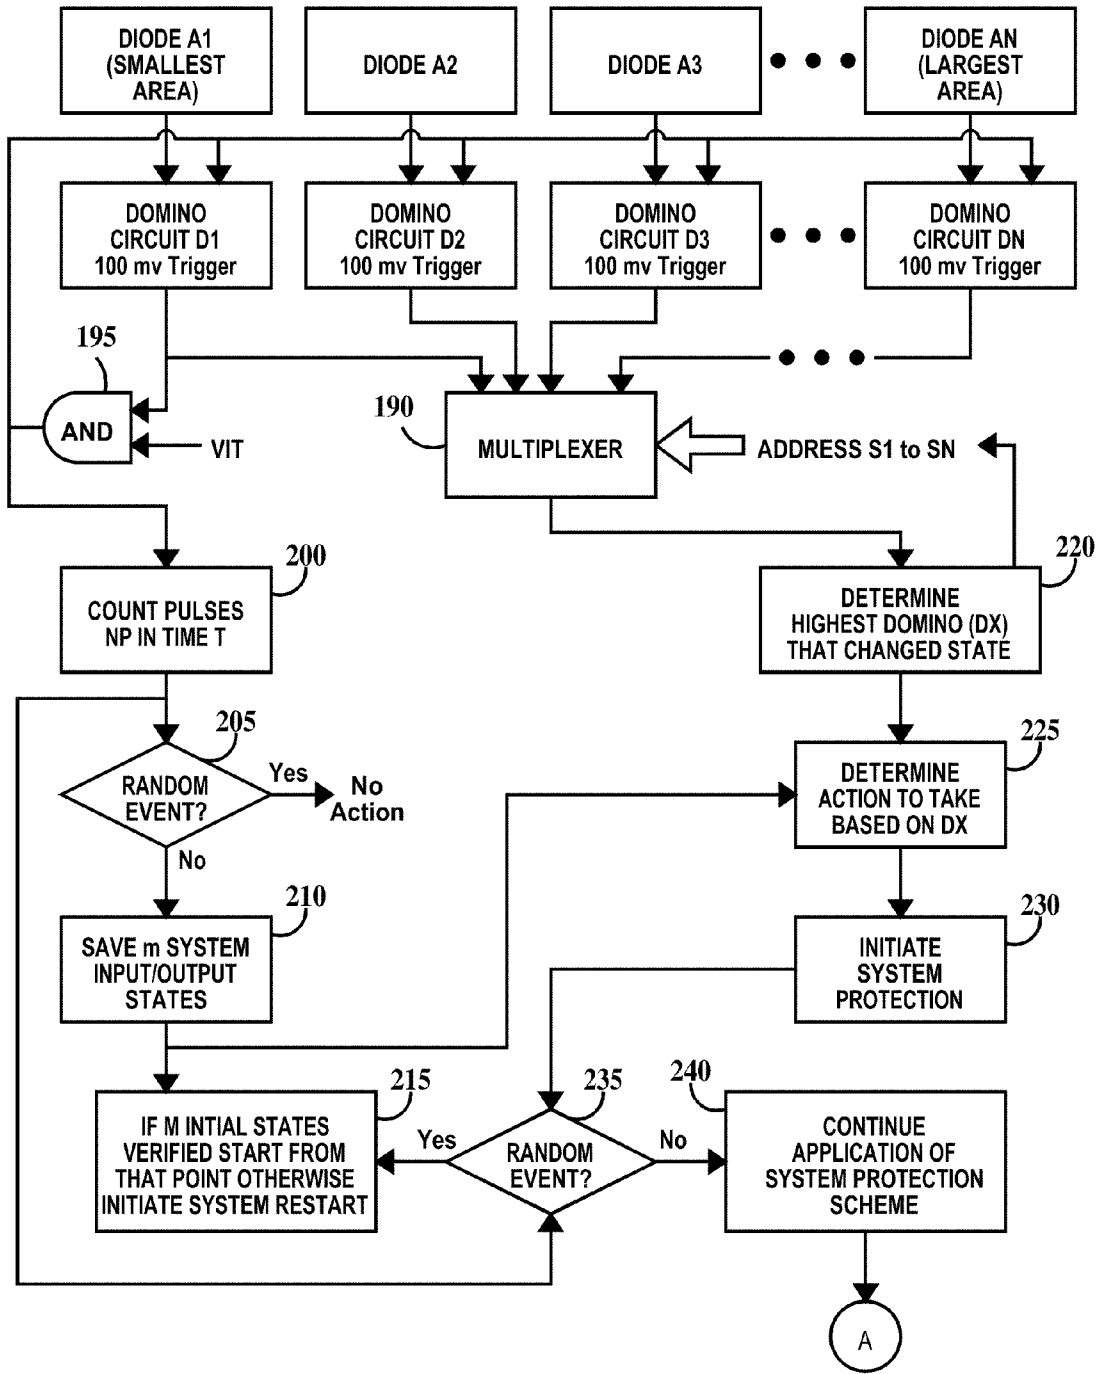 DIODE A1
(SMALLEST
AREA)
DIODE A2
DIODE A3
DIODE AN
(LARGEST
AREA)
DOMINO
CIRCUIT D1
100 mv Trigger
DOMINO
CIRCUIT D2
100 mv Trigger
DOMINO
CIRCUIT D3
100 mv Trigger
DOMINO
CIRCUIT DN
100 mv Trigger
195
AND
VIT
190
MULTIPLEXER
ADDRESS S1 to SN
200
COUNT PULSES
NP IN TIME T
220
DETERMINE
HIGHEST DOMINO (DX)
THAT CHANGED STATE
205
RANDOM
EVENT?
Yes
No
Action
No
225
DETERMINE
ACTION TO TAKE
BASED ON DX
210
SAVE m SYSTEM
INPUT/OUTPUT
STATES
230
INITIATE
SYSTEM
PROTECTION
215
IF M INTIAL STATES
VERIFIED START FROM
THAT POINT OTHERWISE
INITIATE SYSTEM RESTART
235
Yes
RANDOM
EVENT?
No
240
CONTINUE
APPLICATION OF
SYSTEM PROTECTION
SCHEME
A